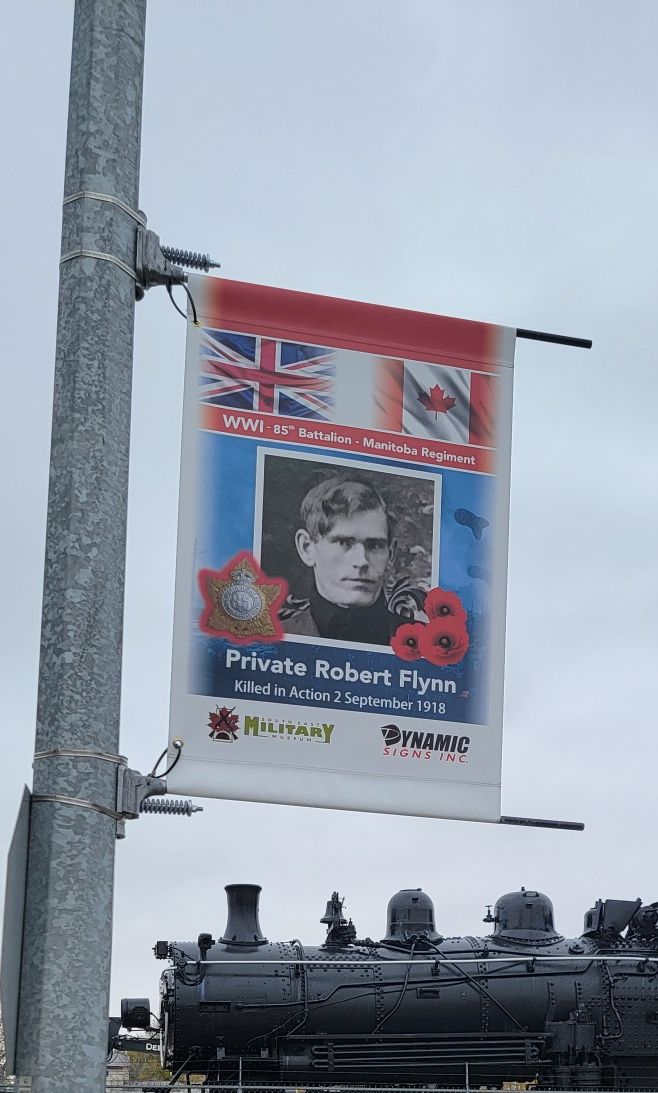 WWI - 85th Battalion - Manitoba Regiment
85
Private Robert Flynn
Killed in Action 2 September 1918
SOUTH EAST
MILITARY
MUSEUM
DYNAMIC
SIGNS INC.